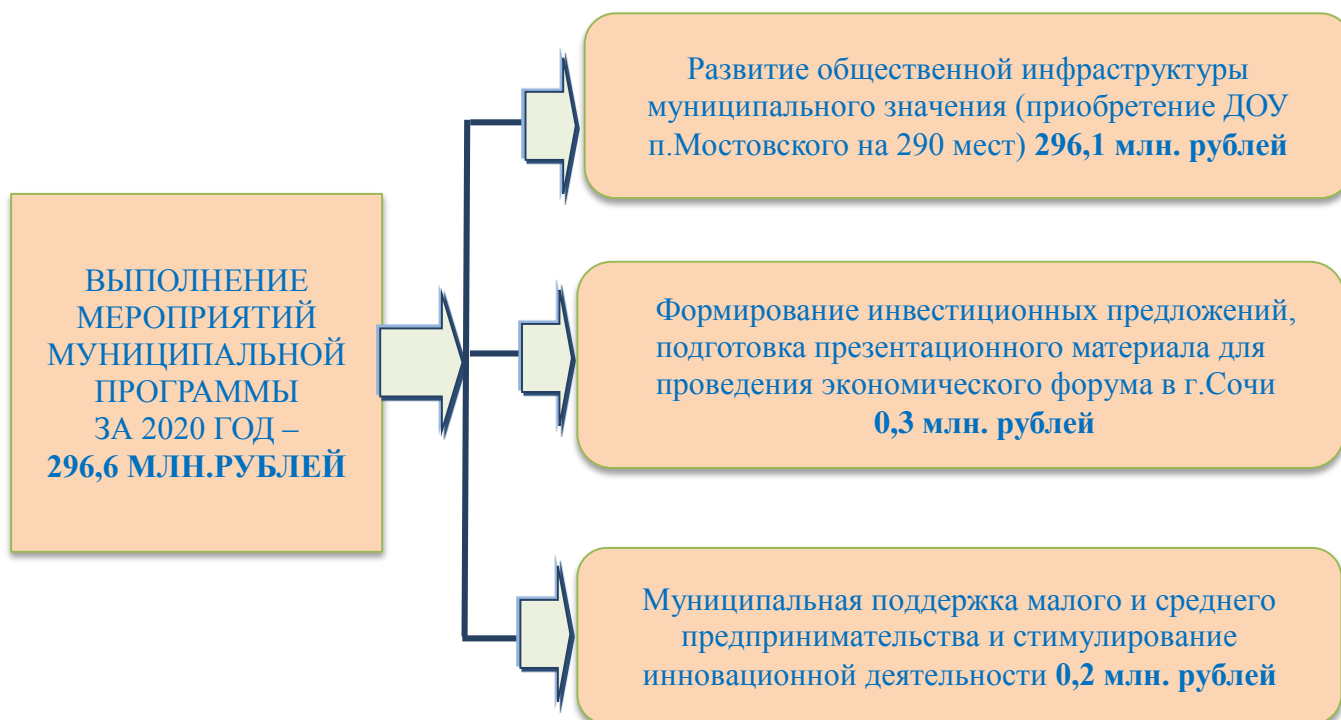 ВЫПОЛНЕНИЕ
МЕРОПРИЯТИЙ
МУНИЦИПАЛЬНОЙ
ПРОГРАММЫ
ЗА 2020 ГОД –
296,6 МЛН.РУБЛЕЙ
Развитие общественной инфраструктуры
муниципального значения (приобретение ДОУ
п.Мостовского на 290 мест) 296,1 млн. рублей
Формирование инвестиционных предложений,
подготовка презентационного материала для
проведения экономического форума в г.Сочи
0,3 млн. рублей
Муниципальная поддержка малого и среднего
предпринимательства и стимулирование
инновационной деятельности 0,2 млн. рублей